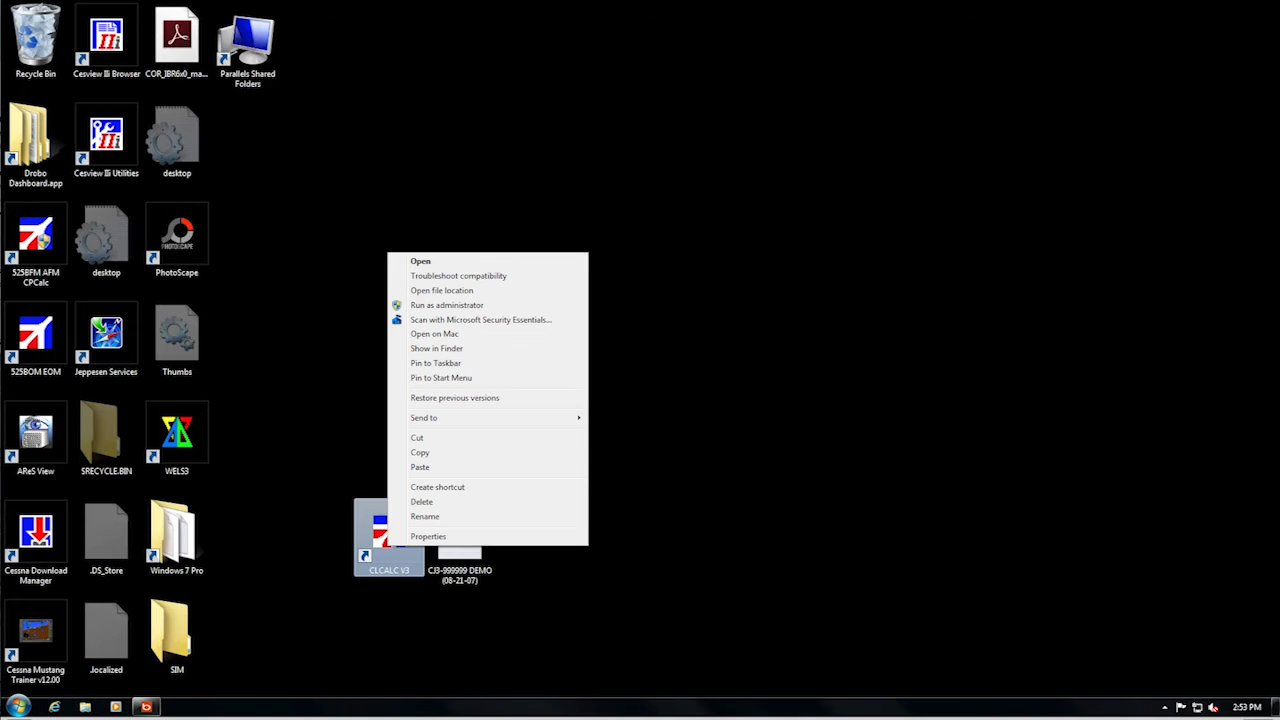 Recycle Bin
Cesview IIi Browser
COR_IBR6x0_ma...
Parallels Shared
Folders
Drobo
Dashboard.app
Cesview IIi Utilities
desktop
525BFM AFM
CPCalc
desktop
PhotoScape
PHOTOSCAPE
525BOM EOM
Jeppesen Services
Thumbs
AReS View
$RECYCLE.BIN
WELS3
Cessna Download
Manager
.DS_Store
Windows 7 Pro
Cessna Mustang
Trainer v12.00
.localized
SIM
Open
Troubleshoot compatibility
Open file location
Run as administrator
Scan with Microsoft Security Essentials...
Open on Mac
Show in Finder
Pin to Taskbar
Pin to Start Menu
Restore previous versions
Send to
Cut
Copy
Paste
Create shortcut
Delete
Rename
Properties
CLCALC V3
CJ3-999999 DEMO
(08-21-07)
2:53 PM